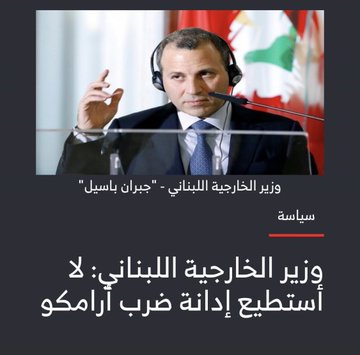 وزير الخارجية اللبناني - "جبران باسيل"
سياسة
وزير الخارجية اللبناني: لا
أستطيع إدانة ضرب أرامكو